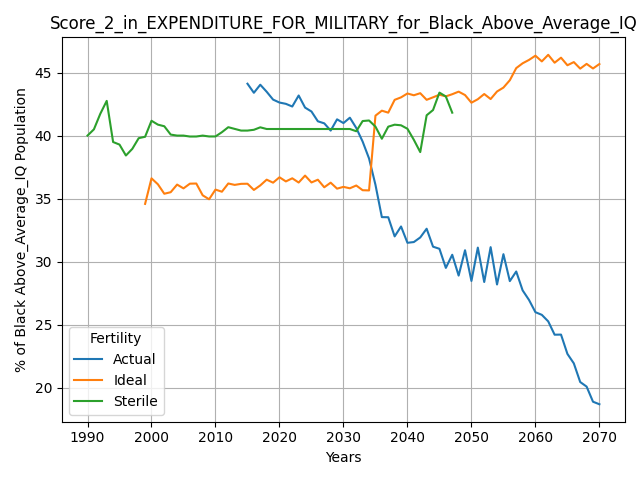 Score_2_in_EXPENDITURE_FOR_MILITARY_for_Black_Above_Average_IQ
% of Black Above_Average_IQ Population
45
40
35
30
25
20
Fertility
Actual
Ideal
Sterile
1990 2000 2010 2020 2030 2040 2050 2060 2070
Years